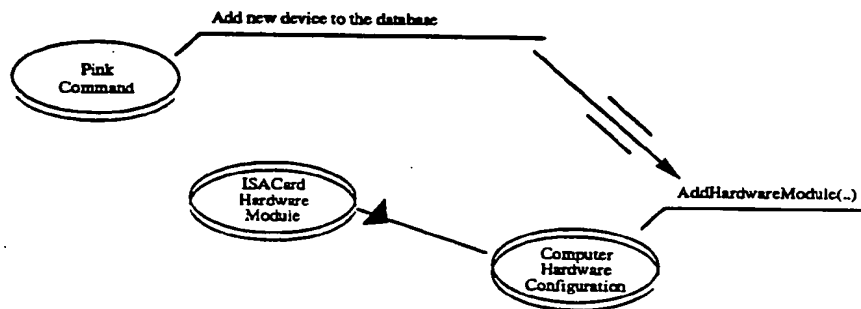 Add new device to the database
Pink
Command
ISACard
Hardware
Module
AddHardwareModule(..)
Computer
Hardware
Configuration